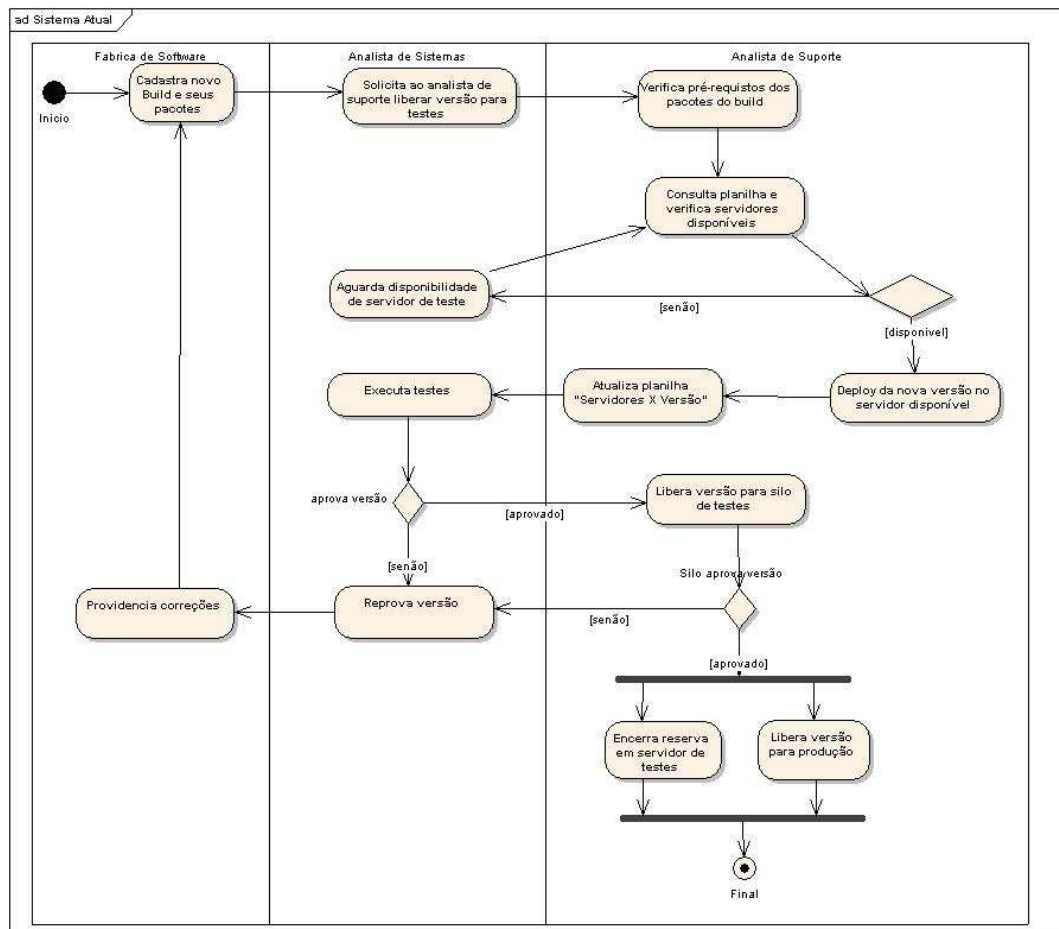 ad Sistema Atual
Fabrica de Software
Analista de Sistemas
Analista de Suporte
Inicio
Cadastra novo
Build e seus
pacotes
Solicita ao analista de
suporte liberar versão para
testes
Verifica pré-requistos dos
pacotes do build
Consulta planilha e
verifica servidores
disponíveis
Aguarda disponibilidade
de servidor de teste
[senão]
[disponivel]
Executa testes
Atualiza planilha
"Servidores X Versão"
Deploy da nova versão no
servidor disponível
aprova versão
[aprovado]
Libera versão para silo
de testes
[senão]
Silo aprova versão
Providencia correções
Reprova versão
[senão]
[aprovado]
Encerra reserva
em servidor de
testes
Libera versão
para produção
Final